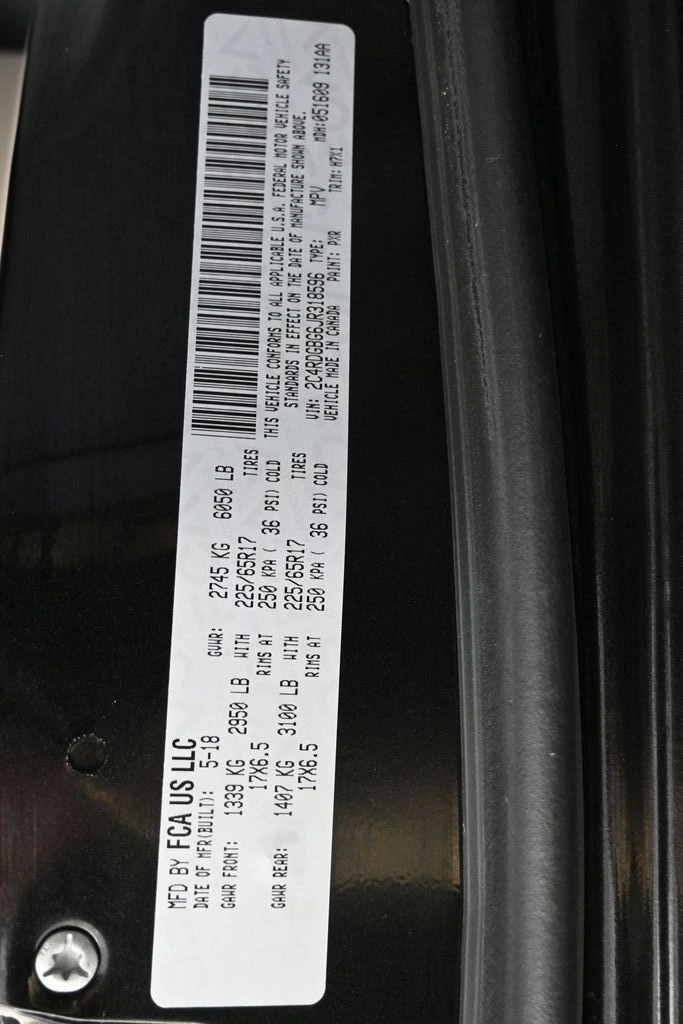 MFD BY FCA US LLC
DATE OF MFR(BUILT): 5-18 GVWR: 2745 KG 6050 LB
GAWR FRONT: 1339 KG 2950 LB WITH 225/65R17 TIRES
17X6.5 RIMS AT 250 KPA ( 36 PSI) COLD
GAWR REAR: 1407 KG 3100 LB WITH 225/65R17 TIRES
17X6.5 RIMS AT 250 KPA ( 36 PSI) COLD
THIS VEHICLE CONFORMS TO ALL APPLICABLE U.S.A. FEDERAL MOTOR VEHICLE SAFETY
STANDARDS IN EFFECT ON THE DATE OF MANUFACTURE SHOWN ABOVE.
VIN: 2C4RDGBG6JR318596 TYPE: MPV MDH:051609 131AA
VEHICLE MADE IN CANADA PAINT: PXR TRIM: H7X1